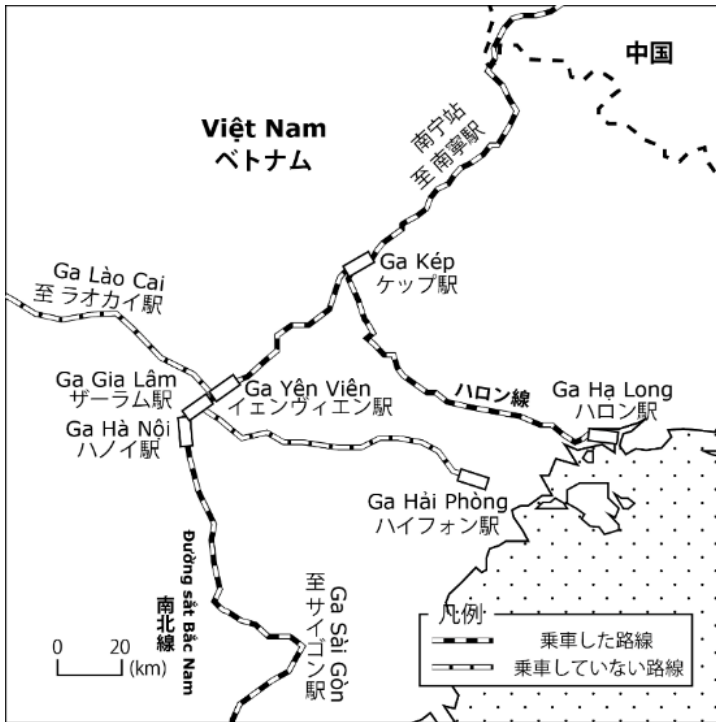 中国
Việt Nam
ベトナム
南宁站
至 南寧駅
Ga Kép
ケップ駅
Ga Lào Cai
至 ラオカイ駅
Ga Gia Lâm
ザーラム駅
Ga Yên Viên
イェンヴィエン駅
ハロン線
Ga Hạ Long
ハロン駅
Ga Hà Nôi
ハノイ駅
Ga Hải Phòng
ハイフォン駅
Đường sắt Bắc Nam
南北線
Ga Sài Gòn
至 サイゴン駅
0 20
(km)
凡例
乗車した路線
乗車していない路線